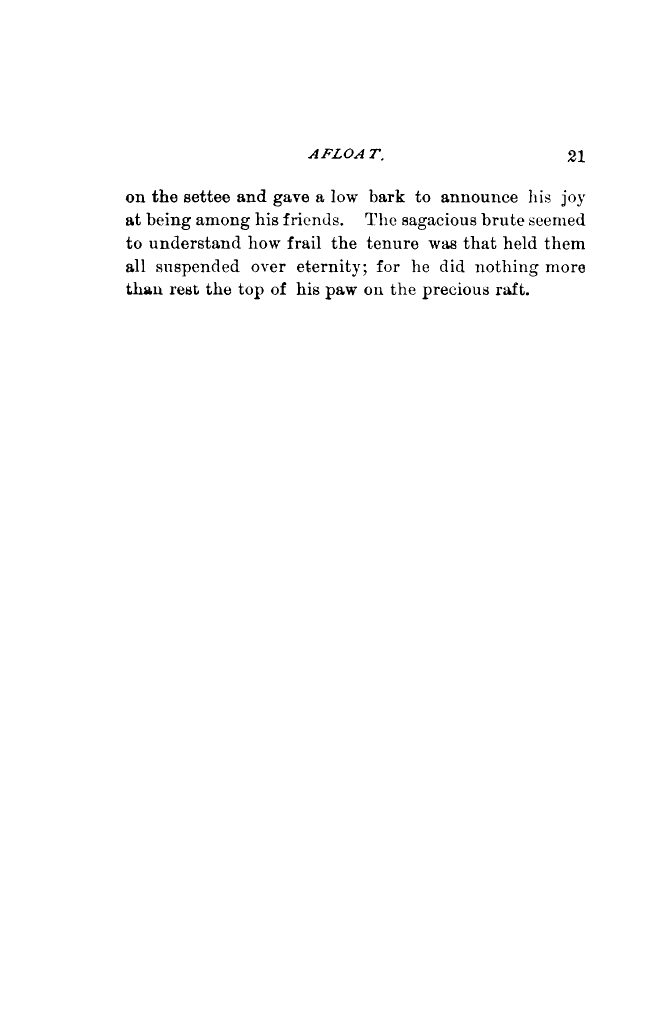 AFLOAT. 21
on the settee and gave a low bark to announce his joy
at being among his friends. The sagacious brute seemed
to understand how frail the tenure was that held them
all suspended over eternity; for he did nothing more
than rest the top of his paw on the precious raft.